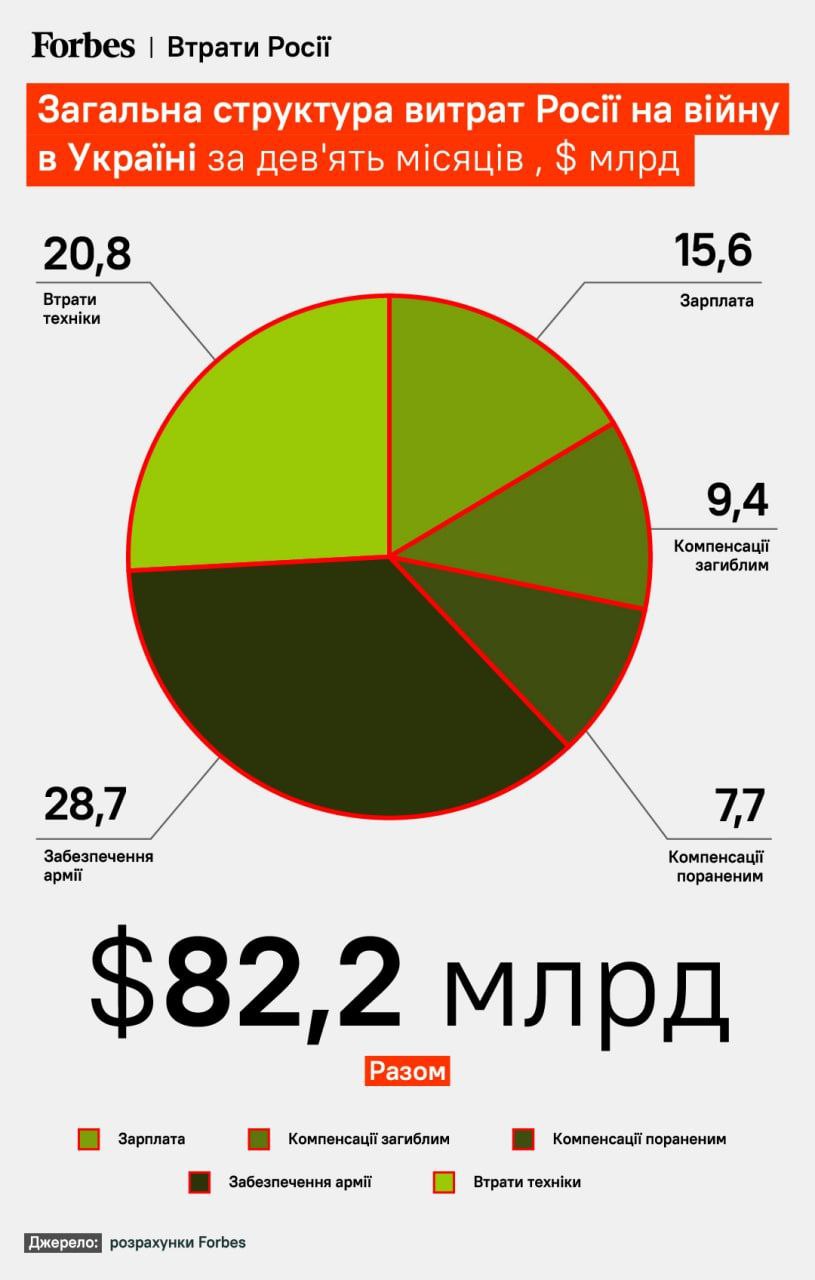 Forbes | Втрати Росії
Загальна структура витрат Росії на війну
в Україні за дев'ять місяців , $ млрд
20,8
Втрати
техніки
15,6
Зарплата
9,4
Компенсації
загиблим
28,7
Забезпечення
армії
7,7
Компенсації
пораненим
$82,2 млрд
Разом
Зарплата
Компенсації загиблим
Компенсації пораненим
Забезпечення армії
Втрати техніки
Джерело: розрахунки Forbes